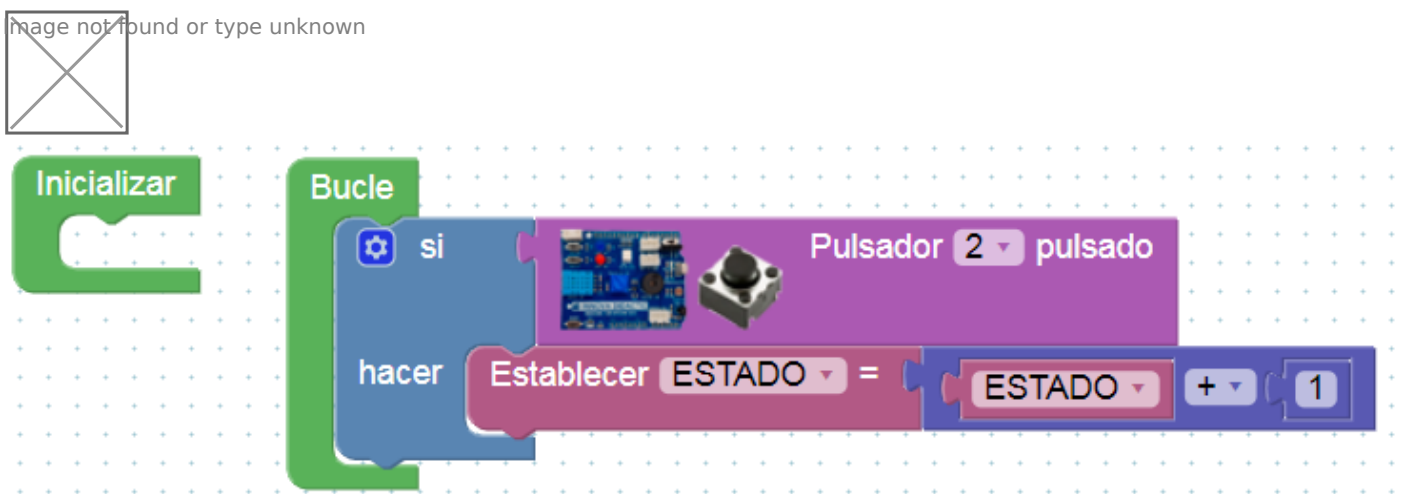 Image not found or type unknown
Inicializar
Bucle
si
Pulsador 2 pulsado
hacer
Establecer ESTADO = ESTADO + 1